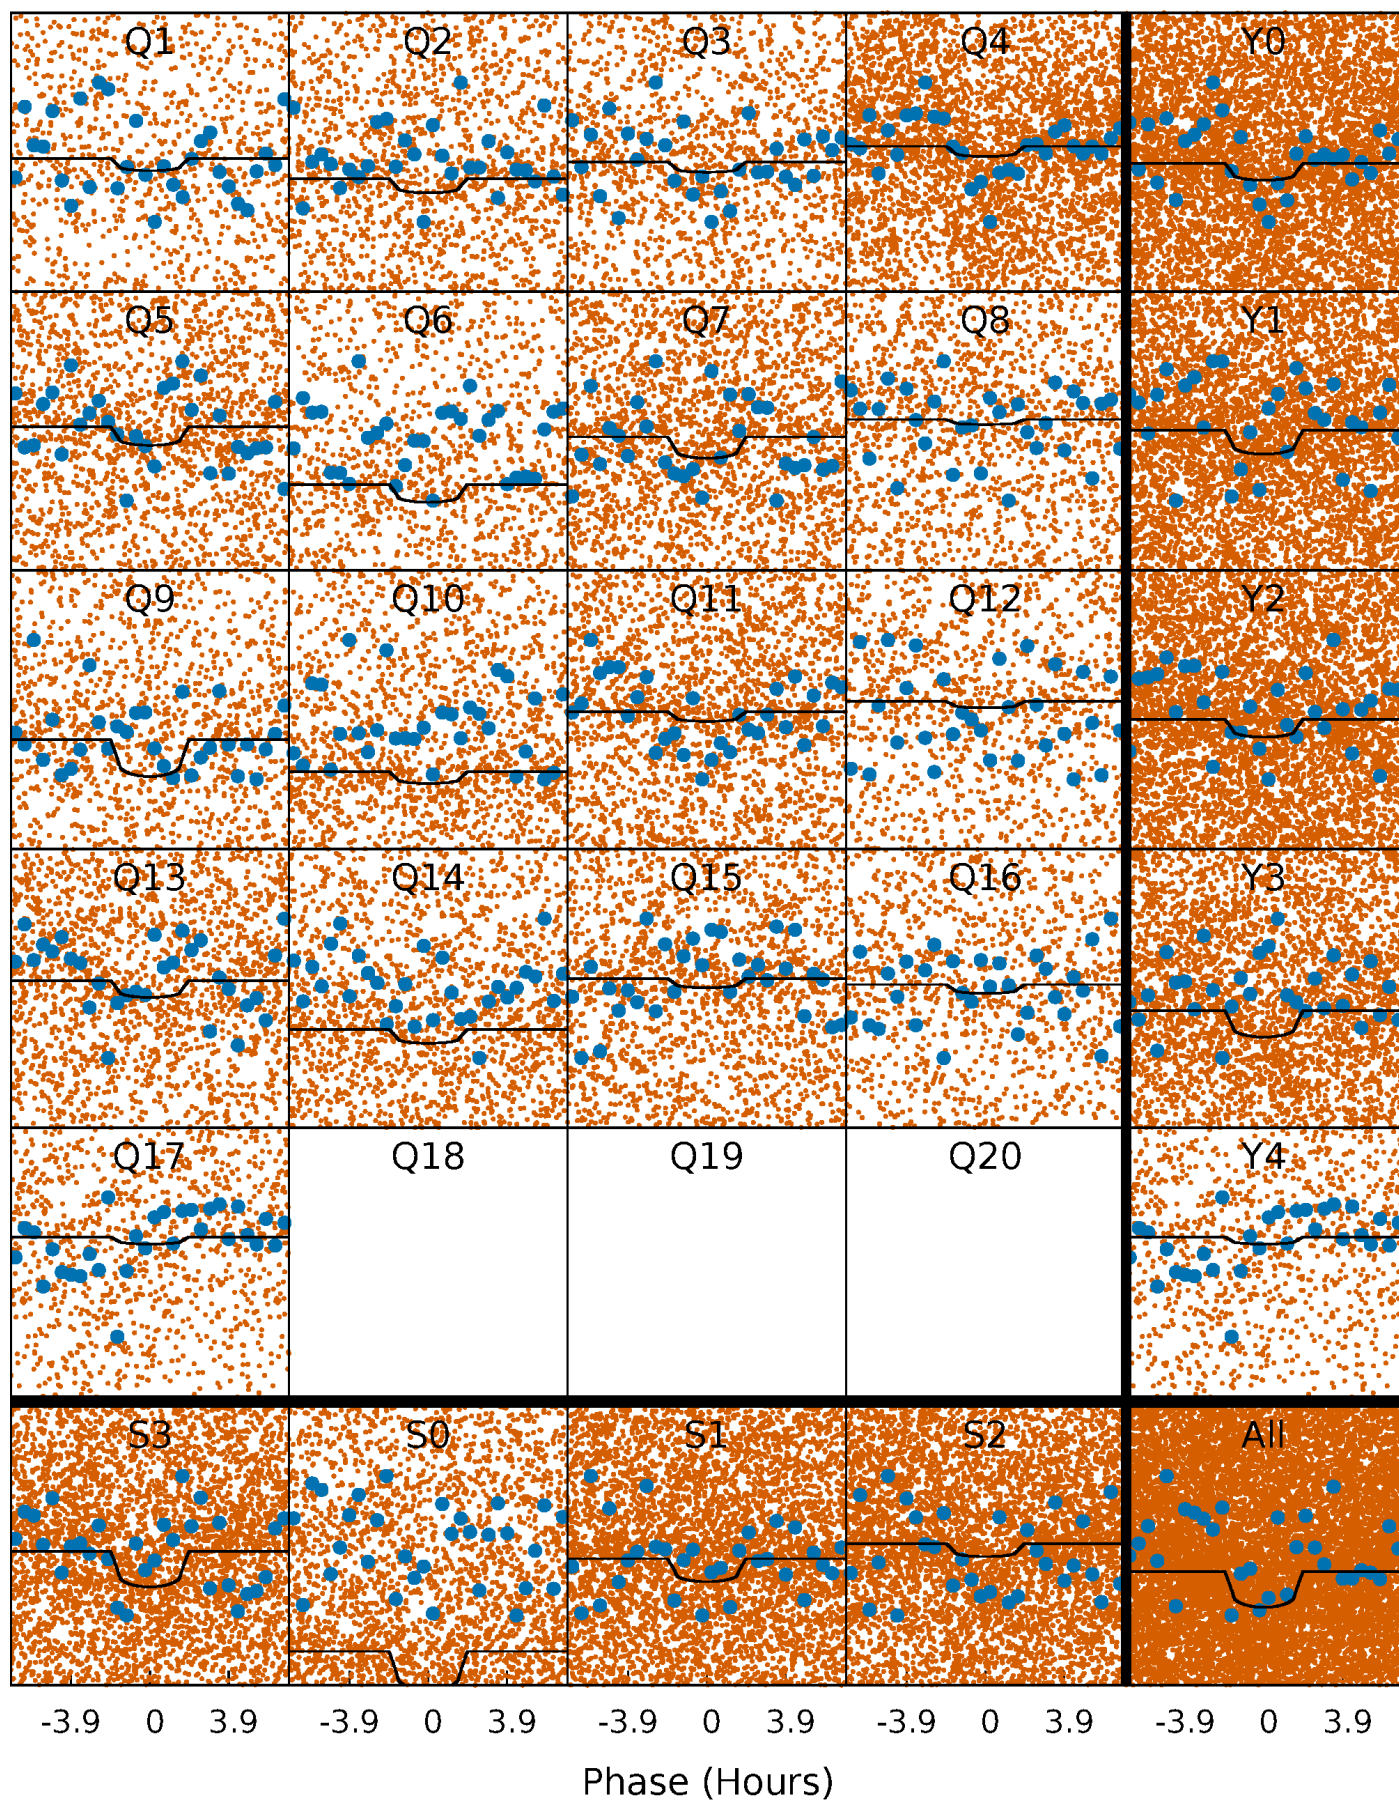 Q1 Q2 Q3 Q4 Y0
Q5 Q6 Q7 Q8 Y1
Q9 Q10 Q11 Q12 Y2
Q13 Q14 Q15 Q16 Y3
Q17 Q18 Q19 Q20 Y4
S3 S0 S1 S2 All
-3.9 0 3.9 -3.9 0 3.9 -3.9 0 3.9 -3.9 0 3.9 -3.9 0 3.9
Phase (Hours)